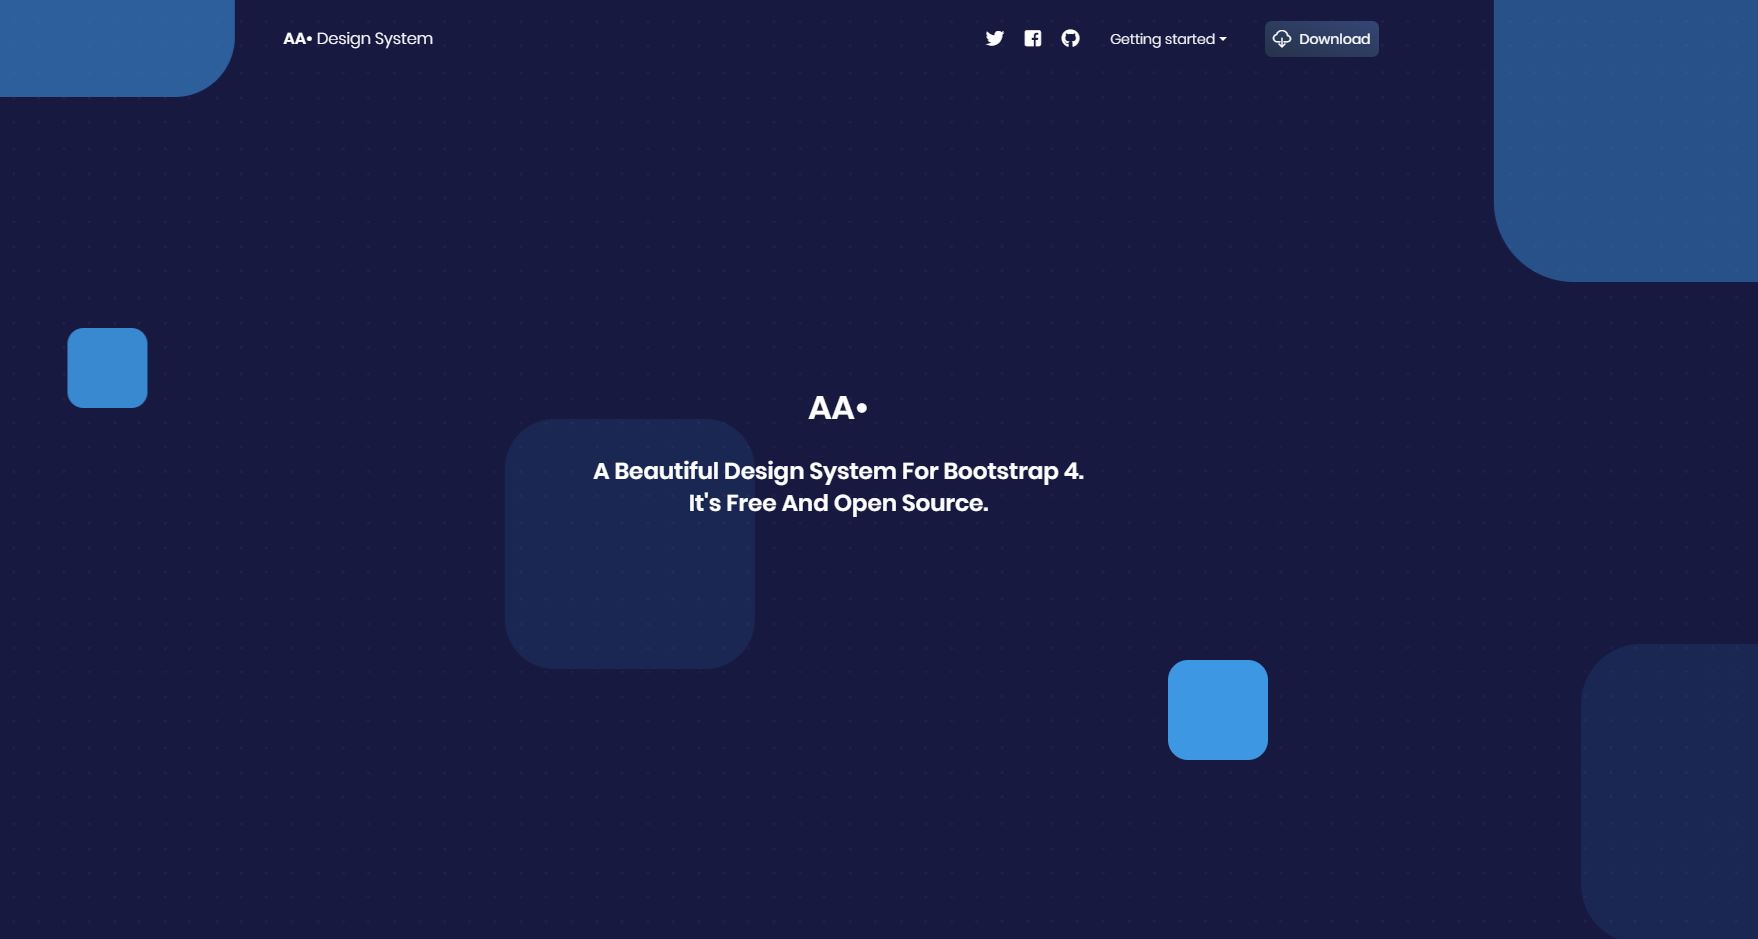 AA• Design System
Getting started
Download
AA•
A Beautiful Design System For Bootstrap 4.
It's Free And Open Source.